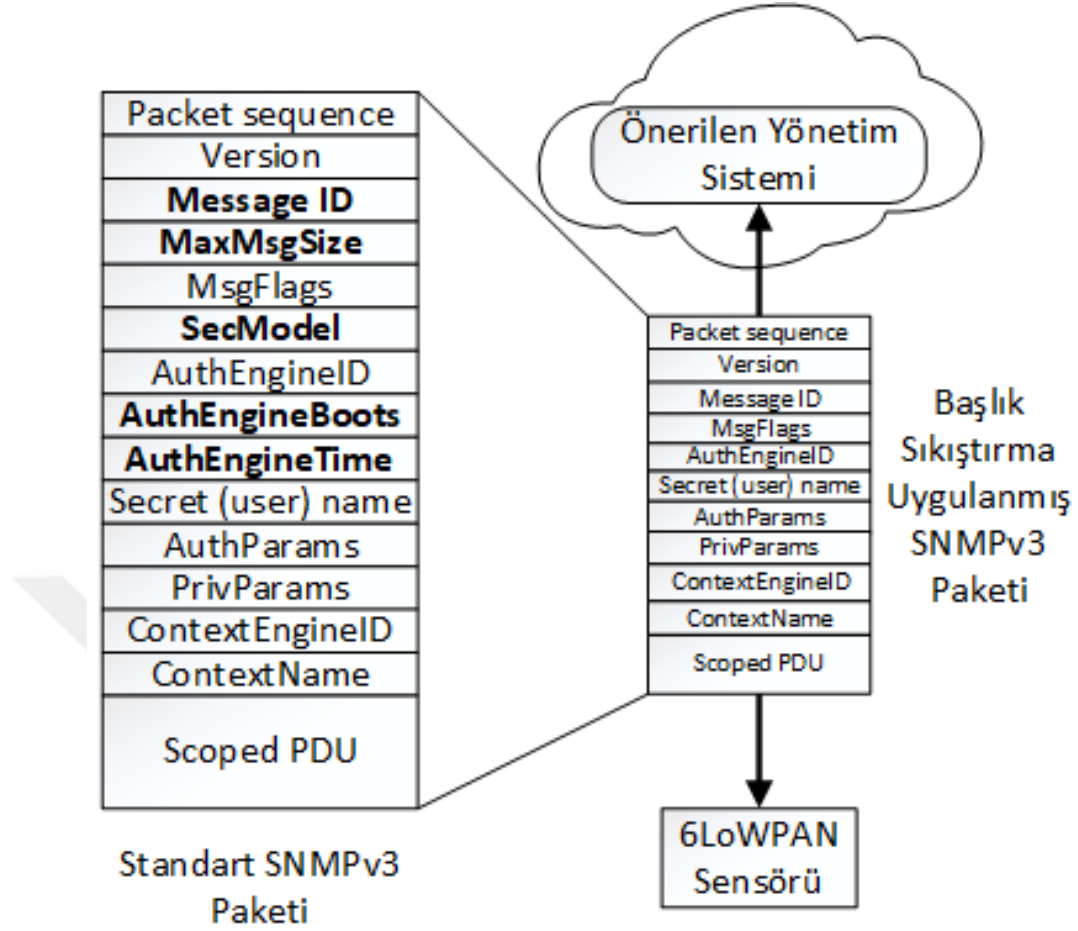 Packet sequence
Version
Message ID
MaxMsgSize
MsgFlags
SecModel
AuthEngineID
AuthEngineBoots
AuthEngineTime
Secret (user) name
AuthParams
PrivParams
ContextEngineID
ContextName
Scoped PDU
Standart SNMPv3
Paketi
Önerilen Yönetim
Sistemi
Packet sequence
Version
Message ID
MsgFlags
AuthEngineID
Secret (user) name
AuthParams
PrivParams
ContextEngineID
ContextName
Scoped PDU
Başlık
Sıkıştırma
Uygulanmış
SNMPv3
Paketi
6LoWPAN
Sensörü